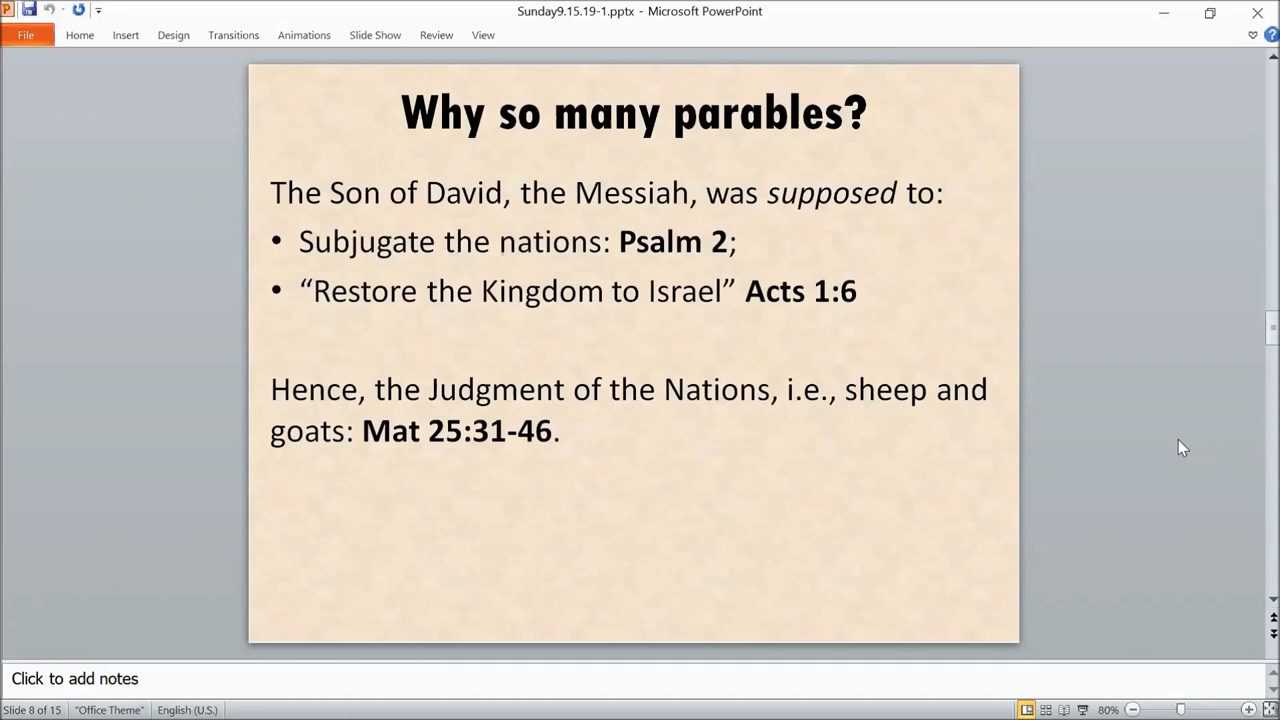 Sunday9.15.19-1.pptx - Microsoft PowerPoint
File Home Insert Design Transitions Animations Slide Show Review View
Why so many parables?
The Son of David, the Messiah, was supposed to:
• Subjugate the nations: Psalm 2;
• “Restore the Kingdom to Israel” Acts 1:6
Hence, the Judgment of the Nations, i.e., sheep and
goats: Mat 25:31-46.
Click to add notes
Slide 8 of 15 "Office Theme" English (U.S.) 80%